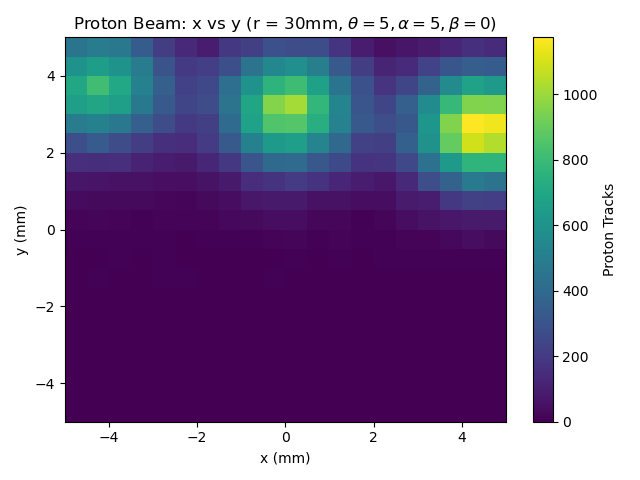 Proton Beam: x vs y (r = 30mm, θ = 5, α = 5, β = 0)
4
2
0
−2
−4
y (mm)
−4 −2 0 2 4
x (mm)
1000
800
600
400
200
0
Proton Tracks